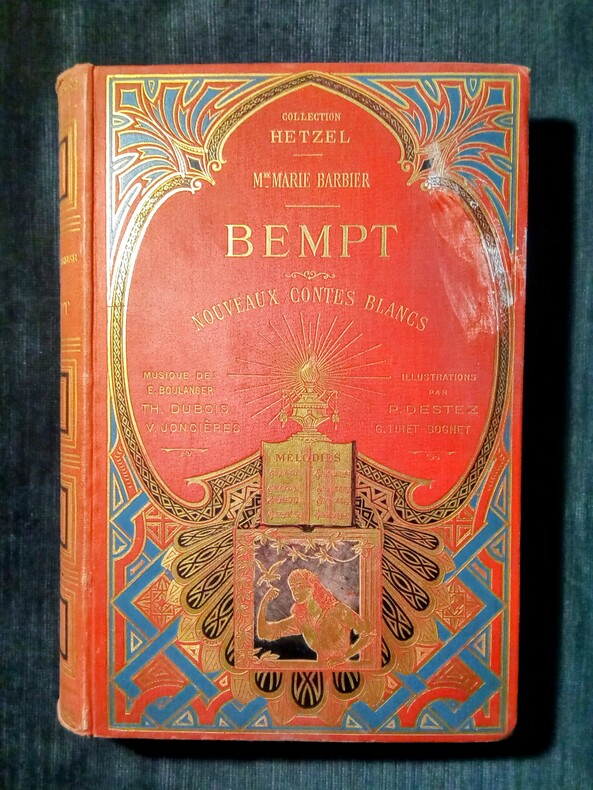 COLLECTION
HETZEL
Mme MARIE BARBIER
BEMPT
NOUVEAUX CONTES BLANCS
MUSIQUE DE
E. BOULANGER
TH. DUBOIS
V. JONCIÈRES
ILLUSTRATIONS
PAR
P. DESTEZ
G. TURET-BOGNET
MÉLODIES